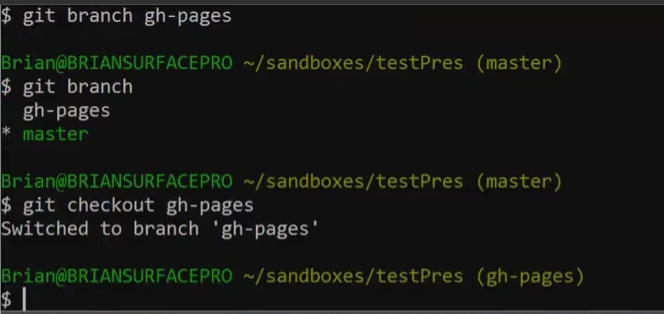 $ git branch gh-pages
Brian@BRIANSURFACEPRO ~/sandboxes/testPres (master)
$ git branch
  gh-pages
* master
Brian@BRIANSURFACEPRO ~/sandboxes/testPres (master)
$ git checkout gh-pages
Switched to branch 'gh-pages'
Brian@BRIANSURFACEPRO ~/sandboxes/testPres (gh-pages)
$